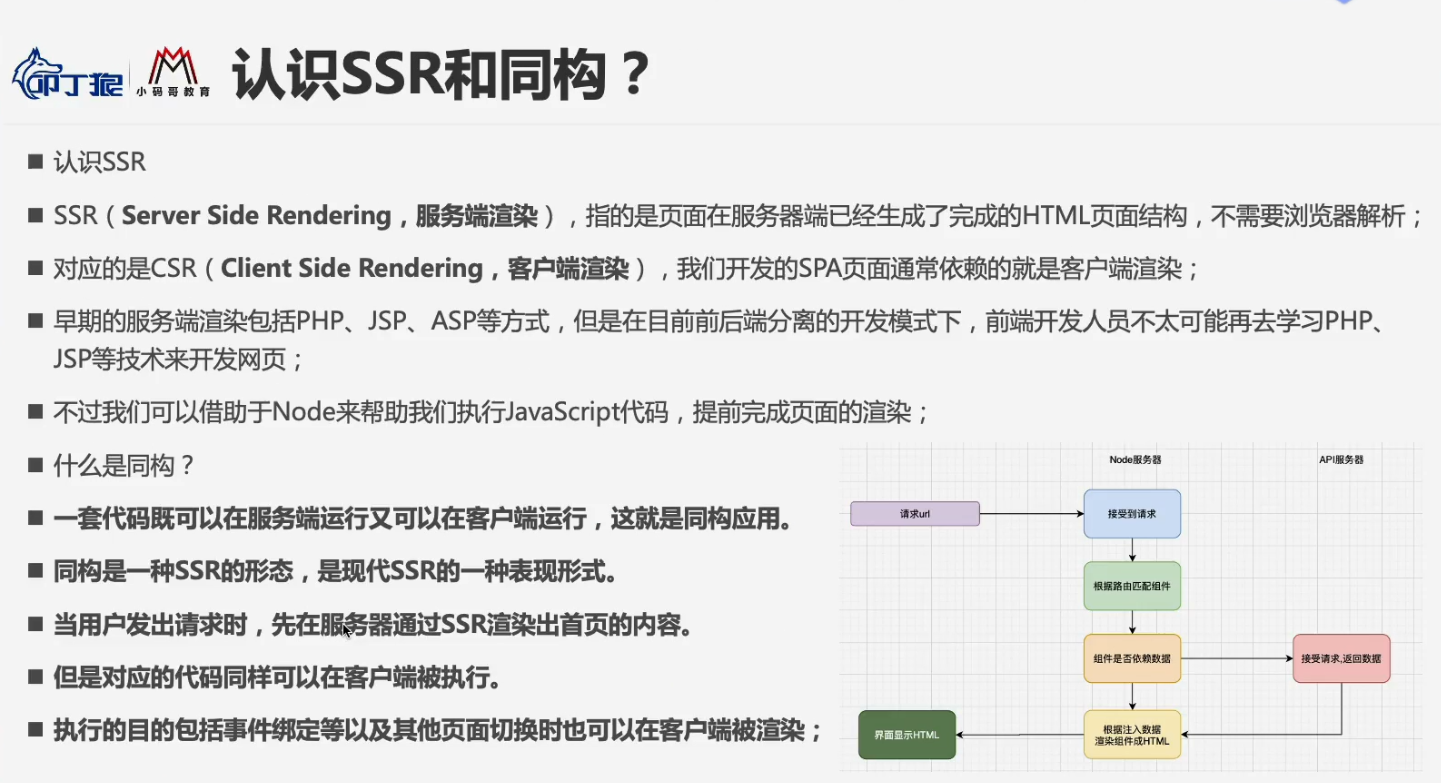 叩丁狼
小码哥教育
认识SSR和同构？
■ 认识SSR
■ SSR（Server Side Rendering，服务端渲染），指的是页面在服务器端已经生成了完成的HTML页面结构，不需要浏览器解析；
■ 对应的是CSR（Client Side Rendering，客户端渲染），我们开发的SPA页面通常依赖的就是客户端渲染；
■ 早期的服务端渲染包括PHP、JSP、ASP等方式，但是在目前前后端分离的开发模式下，前端开发人员不太可能再去学习PHP、
JSP等技术来开发网页；
■ 不过我们可以借助于Node来帮助我们执行JavaScript代码，提前完成页面的渲染；
■ 什么是同构？
■ 一套代码既可以在服务端运行又可以在客户端运行，这就是同构应用。
■ 同构是一种SSR的形态，是现代SSR的一种表现形式。
■ 当用户发出请求时，先在服务器通过SSR渲染出首页的内容。
■ 但是对应的代码同样可以在客户端被执行。
■ 执行的目的包括事件绑定等以及其他页面切换时也可以在客户端被渲染；
Node服务器
API服务器
请求url
接受到请求
根据路由匹配组件
组件是否依赖数据
接受请求,返回数据
根据注入数据
渲染组件成HTML
界面显示HTML